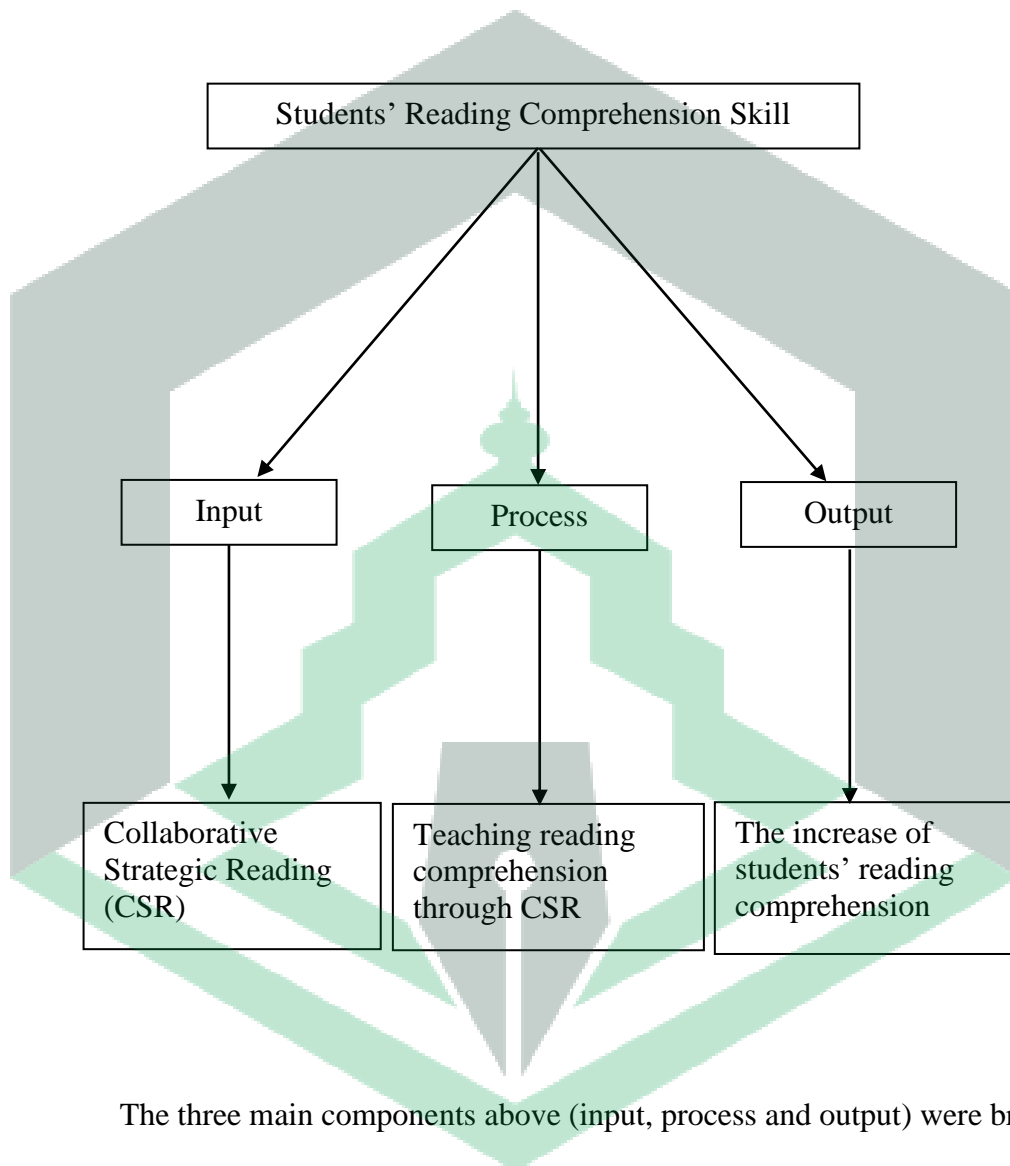 Students’ Reading Comprehension Skill
Input
Process
Output
Collaborative
Strategic Reading
(CSR)
Teaching reading
comprehension
through CSR
The increase of
students’ reading
comprehension
The three main components above (input, process and output) were